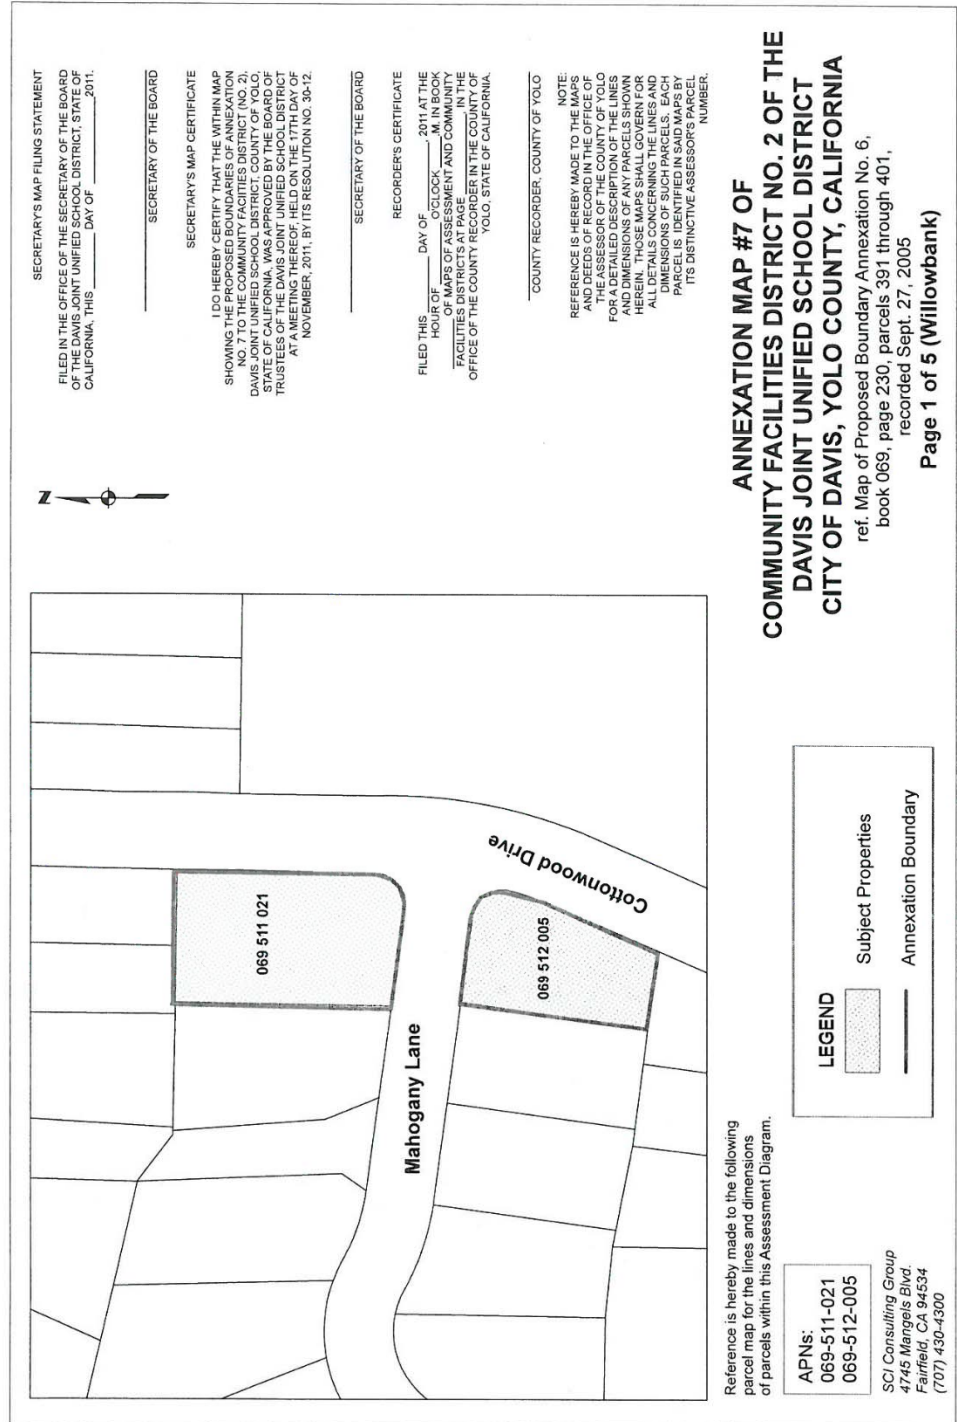 SECRETARY'S MAP FILING STATEMENT
FILED IN THE OFFICE OF THE SECRETARY OF THE BOARD
OF THE DAVIS JOINT UNIFIED SCHOOL DISTRICT, STATE OF
CALIFORNIA, THIS ______ DAY OF __________, 2011.
SECRETARY OF THE BOARD
SECRETARY'S MAP CERTIFICATE
I DO HEREBY CERTIFY THAT THE WITHIN MAP
SHOWING THE PROPOSED BOUNDARIES OF ANNEXATION
NO. 7 TO THE COMMUNITY FACIITIES DISTRICT (NO. 2),
DAVIS JOINT UNIFIED SCHOOL DISTRICT, COUNTY OF YOLO,
STATE OF CALIFORNIA, WAS APPROVED BY THE BOARD OF
TRUSTEES OF THE DAVIS JOINT UNIFIED SCHOOL DISTRICT
AT A MEETING THEREOF, HELD ON THE 17TH DAY OF
NOVEMBER, 2011, BY ITS RESOLUTION NO. 30-12.
SECRETARY OF THE BOARD
RECORDER'S CERTIFICATE
FILED THIS ______ DAY OF ________, 2011 AT THE
HOUR OF ______ O'CLOCK ____.M. IN BOOK
______ OF MAPS OF ASSESSMENT AND COMMUNITY
FACILITIES DISTRICTS AT PAGE ______ IN THE
OFFICE OF THE COUNTY RECORDER IN THE COUNTY OF
YOLO, STATE OF CALIFORNIA.
COUNTY RECORDER, COUNTY OF YOLO
NOTE:
REFERENCE IS HEREBY MADE TO THE MAPS
AND DEEDS OF RECORD IN THE OFFICE OF
THE ASSESSOR OF THE COUNTY OF YOLO
FOR A DETAILED DESCRIPTION OF THE LINES
AND DIMENSIONS OF ANY PARCELS SHOWN
HEREIN. THOSE MAPS SHALL GOVERN FOR
ALL DETAILS CONCERNING THE LINES AND
DIMENSIONS OF SUCH PARCELS. EACH
PARCEL IS IDENTIFIED IN SAID MAPS BY
ITS DISTINCTIVE ASSESSOR'S PARCEL
NUMBER.
N
069 511 021
069 512 005
Cottonwood Drive
Mahogany Lane
Reference is hereby made to the following
parcel map for the lines and dimensions
of parcels within this Assessment Diagram.
APNs:
069-511-021
069-512-005
SCI Consulting Group
4745 Mangels Blvd.
Fairfield, CA 94534
(707) 430-4300
LEGEND
Subject Properties
Annexation Boundary
ANNEXATION MAP #7 OF
COMMUNITY FACILITIES DISTRICT NO. 2 OF THE
DAVIS JOINT UNIFIED SCHOOL DISTRICT
CITY OF DAVIS, YOLO COUNTY, CALIFORNIA
ref. Map of Proposed Boundary Annexation No. 6,
book 069, page 230, parcels 391 through 401,
recorded Sept. 27, 2005
Page 1 of 5 (Willowbank)